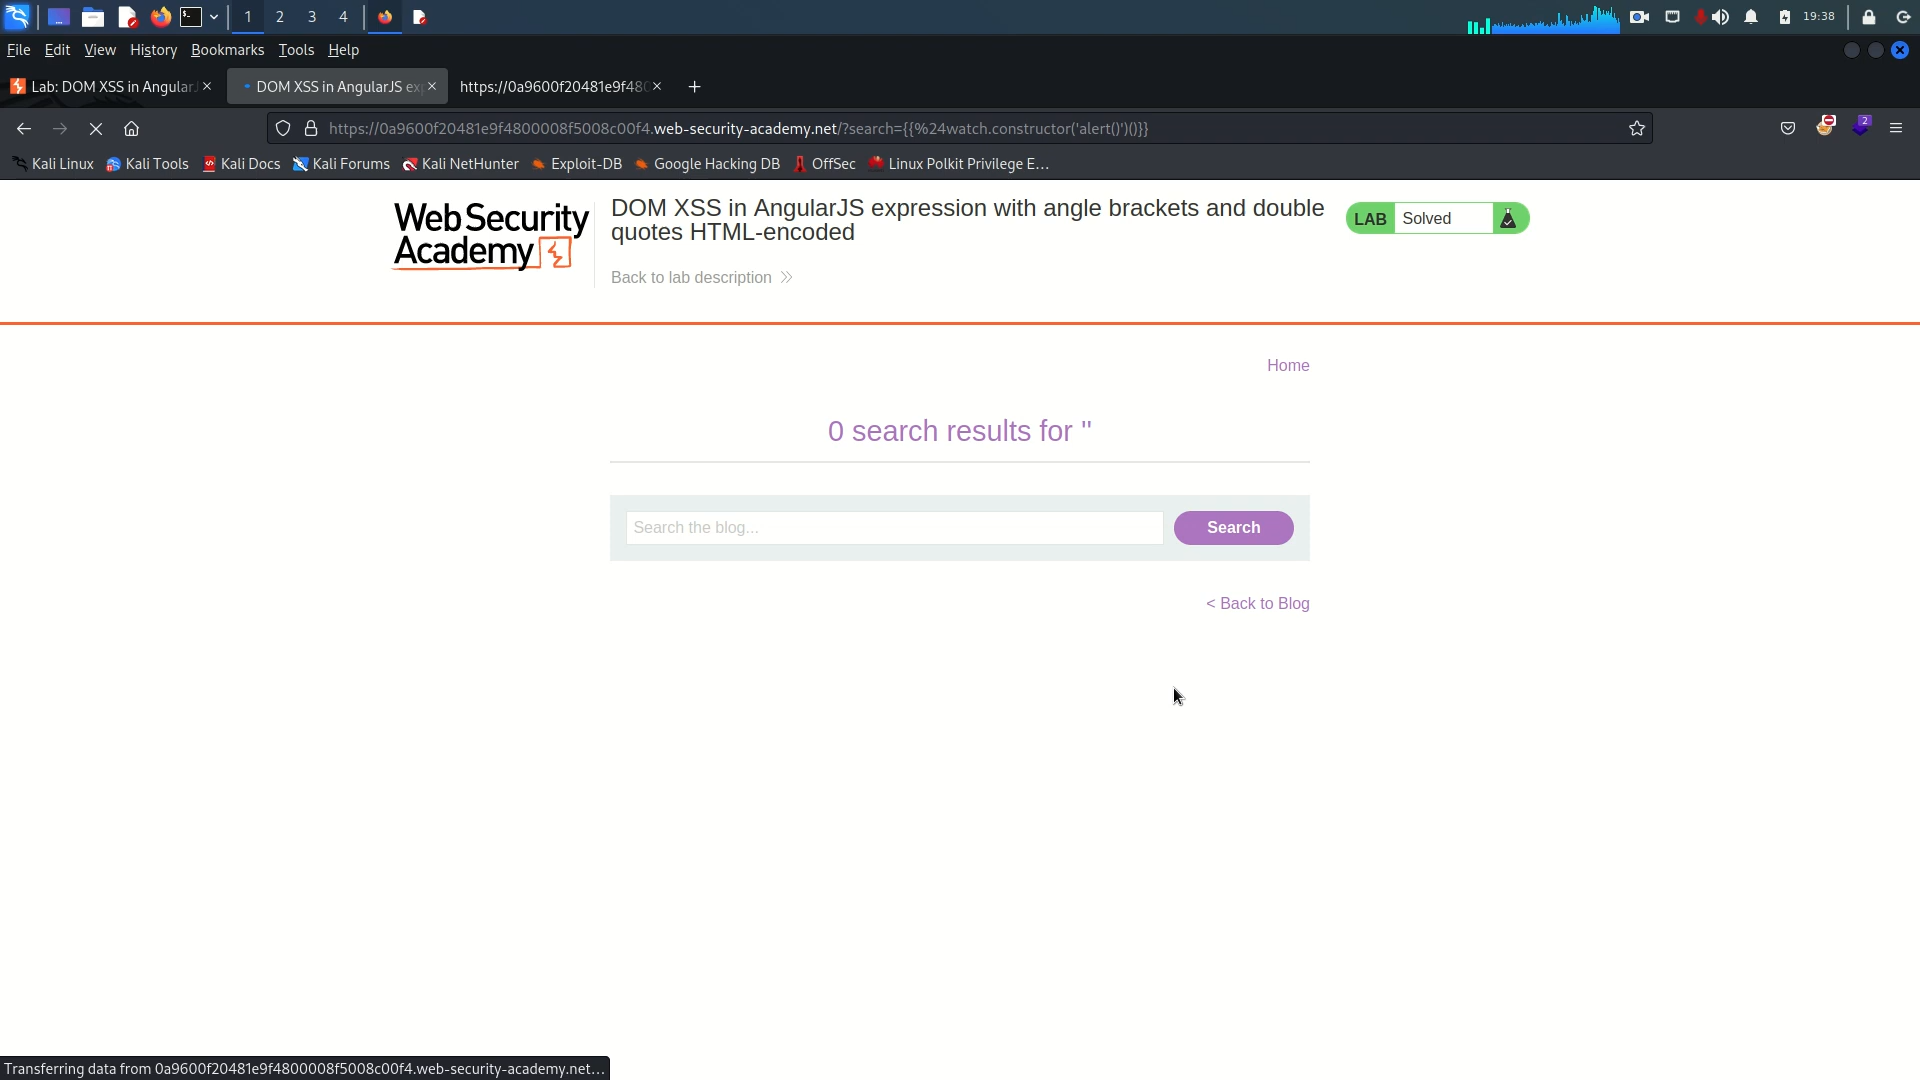 1 2 3 4 19:38
File Edit View History Bookmarks Tools Help
Lab: DOM XSS in Angular DOM XSS in AngularJS ex https://0a9600f20481e9f480
https://0a9600f20481e9f4800008f5008c00f4.web-security-academy.net/?search={{%24watch.constructor('alert()')()}} 2
Kali Linux Kali Tools Kali Docs Kali Forums Kali NetHunter Exploit-DB Google Hacking DB OffSec Linux Polkit Privilege E…
WebSecurity
Academy
DOM XSS in AngularJS expression with angle brackets and double
quotes HTML-encoded
LAB Solved
Back to lab description
Home
0 search results for ''
Search the blog... Search
< Back to Blog
Transferring data from 0a9600f20481e9f4800008f5008c00f4.web-security-academy.net…